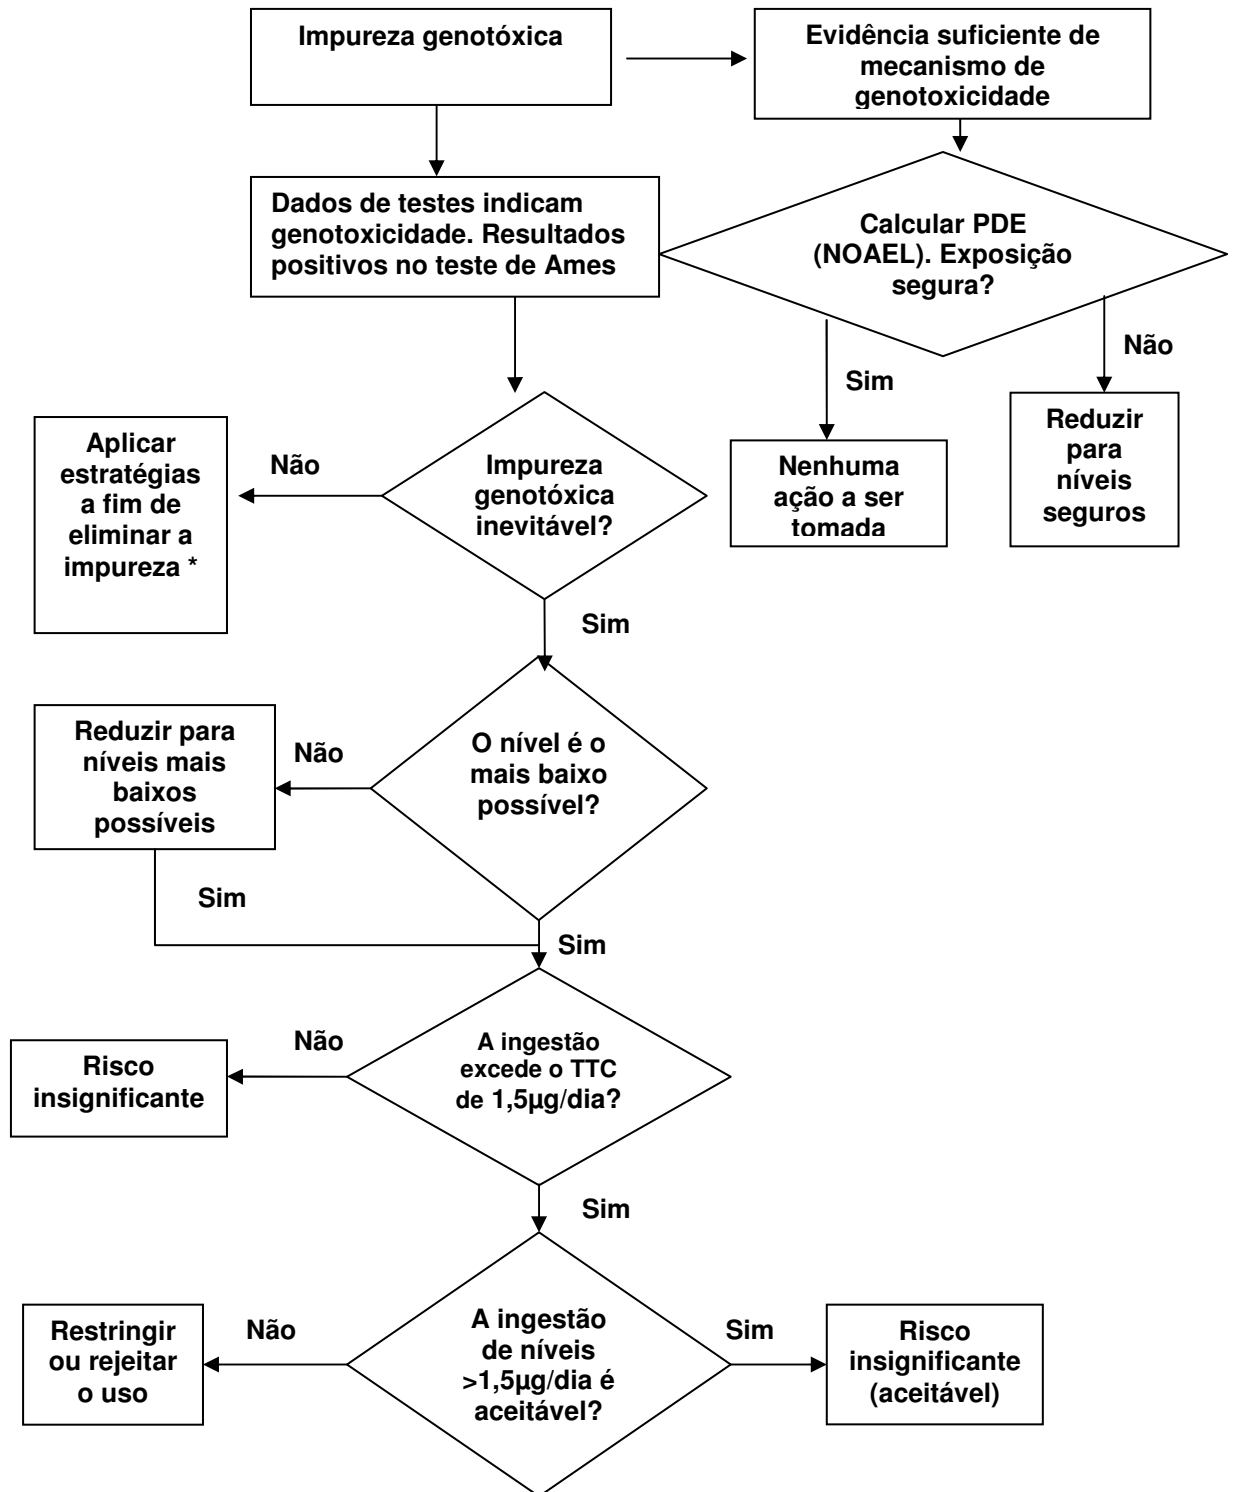 Impureza genotóxica
Evidência suficiente de
mecanismo de
genotoxicidade
Dados de testes indicam
genotoxicidade. Resultados
positivos no teste de Ames
Calcular PDE
(NOAEL). Exposição
segura?
Não
Sim
Reduzir
para
níveis
seguros
Nenhuma
ação a ser
tomada
Aplicar
estratégias
a fim de
eliminar a
impureza *
Não
Impureza
genotóxica
inevitável?
Sim
Reduzir para
níveis mais
baixos
possíveis
Não
O nível é o
mais baixo
possível?
Sim
Sim
Não
A ingestão
excede o TTC
de 1,5µg/dia?
Risco
insignificante
Sim
Restringir
ou rejeitar
o uso
Não
A ingestão
de níveis
>1,5µg/dia é
aceitável?
Sim
Risco
insignificante
(aceitável)